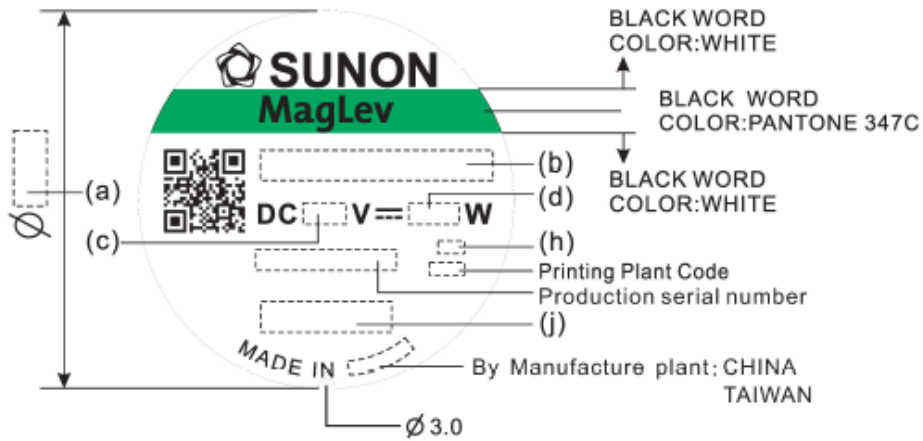 BLACK WORD
COLOR:WHITE
SUNON
MagLev
BLACK WORD
COLOR:PANTONE 347C
(a)
(b)
BLACK WORD
COLOR:WHITE
DC V W
(d)
(c)
(h)
Printing Plant Code
Production serial number
(j)
MADE IN
By Manufacture plant: CHINA
TAIWAN
Ø
Ø 3.0